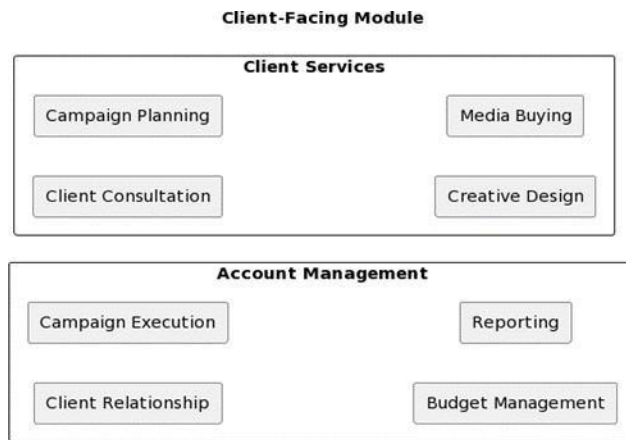 Client-Facing Module
Client Services
Campaign Planning
Media Buying
Client Consultation
Creative Design
Account Management
Campaign Execution
Reporting
Client Relationship
Budget Management